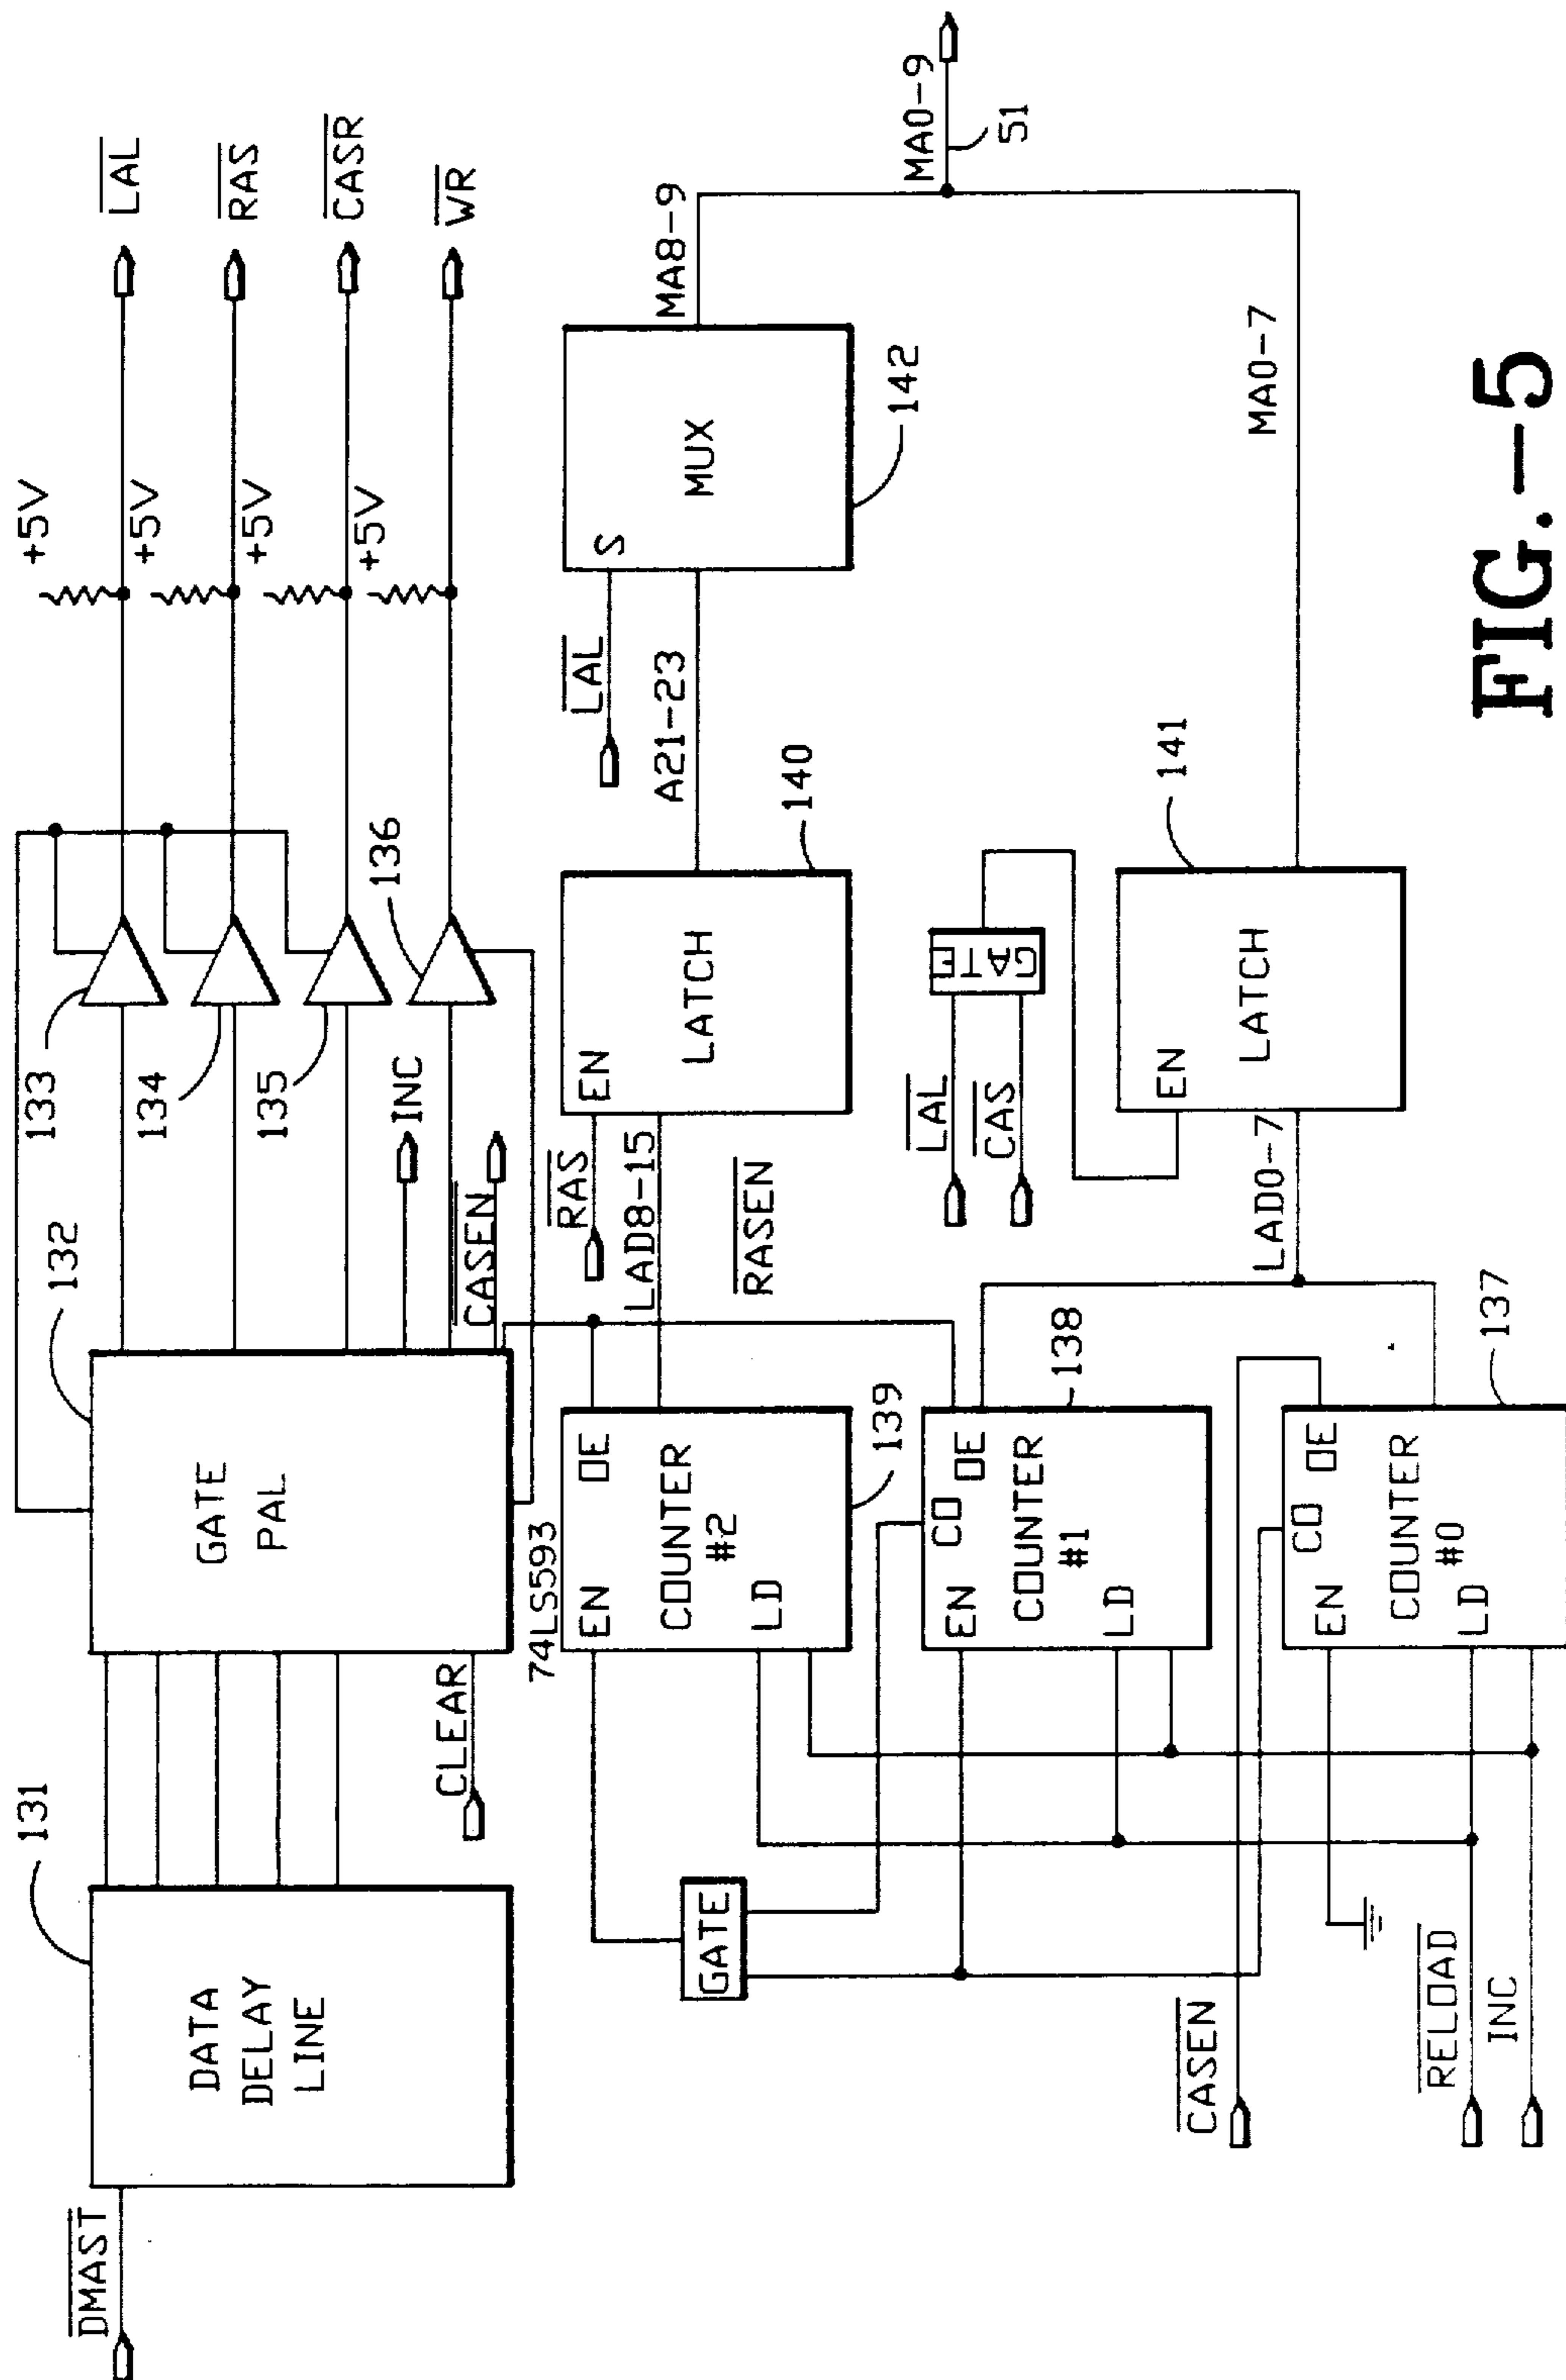 DMAST
131
DATA
DELAY
LINE
CLEAR
132
GATE
PAL
133
134
135
136
INC
CASEN
+5V
+5V
+5V
+5V
LAL
RAS
CASR
WR
74LS593
EN
OE
COUNTER
#2
LD
139
RAS
LAD8-15
RASEN
EN
LATCH
140
LAL
A21-23
S
MUX
142
MA8-9
MA0-9
51
GATE
EN
CO
OE
COUNTER
#1
LD
138
LAL
CAS
GATE
LAD0-7
EN
LATCH
141
MA0-7
CASEN
RELOAD
INC
EN
CO
OE
COUNTER
#0
LD
137
FIG.-5